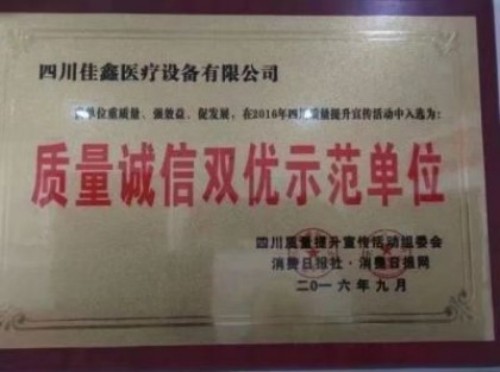 四川佳鑫医疗设备有限公司
单位重质量、强效益、促发展，在2016年四川质量提升宣传活动中入选为：
质量诚信双优示范单位
四川质量提升宣传活动组委会
消费日报社·消费日报网
二〇一六年九月